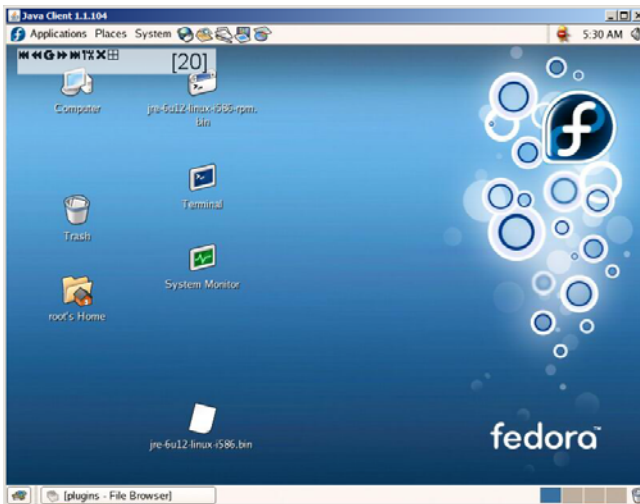 Java Client 1.1.104
Applications Places System
5:30 AM
[20]
Computer
jre-6u12-linux-i586-rpm.
bin
Terminal
Trash
System Monitor
root's Home
jre-6u12-linux-i586.bin
fedora™
[plugins - File Browser]